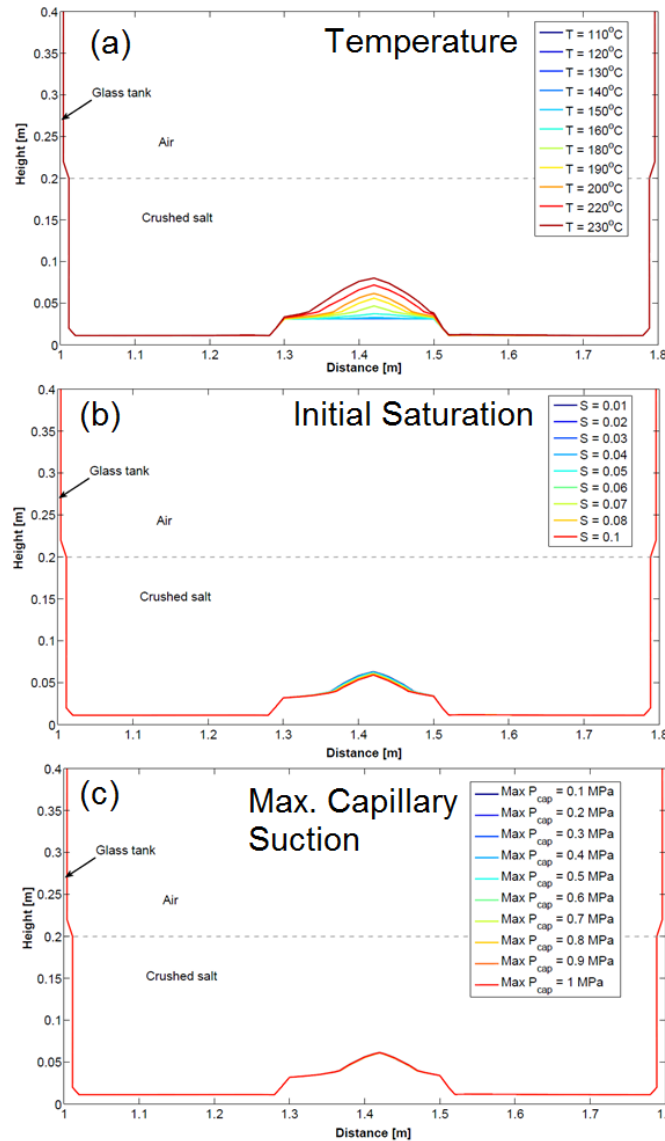 (a) Temperature
T = 110°C
T = 120°C
T = 130°C
T = 140°C
T = 150°C
T = 160°C
T = 180°C
T = 190°C
T = 200°C
T = 220°C
T = 230°C
Glass tank
Air
Crushed salt
Height [m]
0.4
0.35
0.3
0.25
0.2
0.15
0.1
0.05
0
1 1.1 1.2 1.3 1.4 1.5 1.6 1.7 1.8
Distance [m]
(b) Initial Saturation
S = 0.01
S = 0.02
S = 0.03
S = 0.04
S = 0.05
S = 0.06
S = 0.07
S = 0.08
S = 0.1
Glass tank
Air
Crushed salt
Height [m]
0.4
0.35
0.3
0.25
0.2
0.15
0.1
0.05
0
1 1.1 1.2 1.3 1.4 1.5 1.6 1.7 1.8
Distance [m]
(c) Max. Capillary
Suction
Max P_cap = 0.1 MPa
Max P_cap = 0.2 MPa
Max P_cap = 0.3 MPa
Max P_cap = 0.4 MPa
Max P_cap = 0.5 MPa
Max P_cap = 0.6 MPa
Max P_cap = 0.7 MPa
Max P_cap = 0.8 MPa
Max P_cap = 0.9 MPa
Max P_cap = 1 MPa
Glass tank
Air
Crushed salt
Height [m]
0.4
0.35
0.3
0.25
0.2
0.15
0.1
0.05
0
1 1.1 1.2 1.3 1.4 1.5 1.6 1.7
Distance [m]